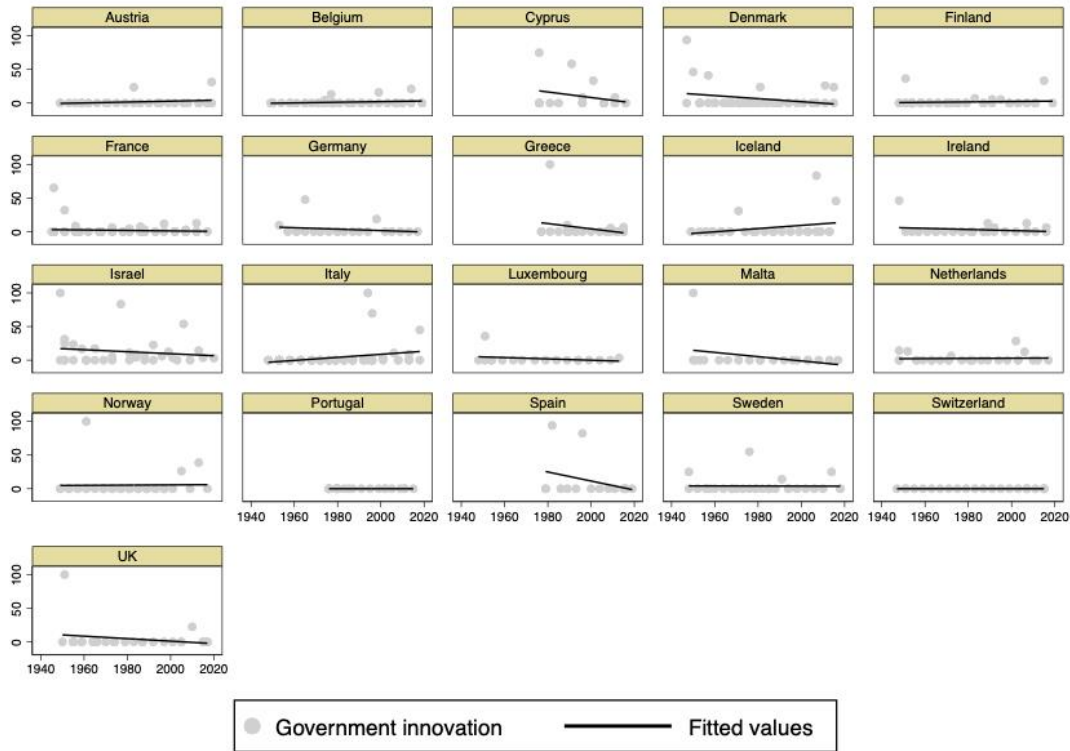 Austria Belgium Cyprus Denmark Finland
0 50 100
France Germany Greece Iceland Ireland
0 50 100
Israel Italy Luxembourg Malta Netherlands
0 50 100
Norway Portugal Spain Sweden Switzerland
0 50 100
1940 1960 1980 2000 2020 1940 1960 1980 2000 2020 1940 1960 1980 2000 2020 1940 1960 1980 2000 2020
UK
0 50 100
1940 1960 1980 2000 2020
Government innovation Fitted values